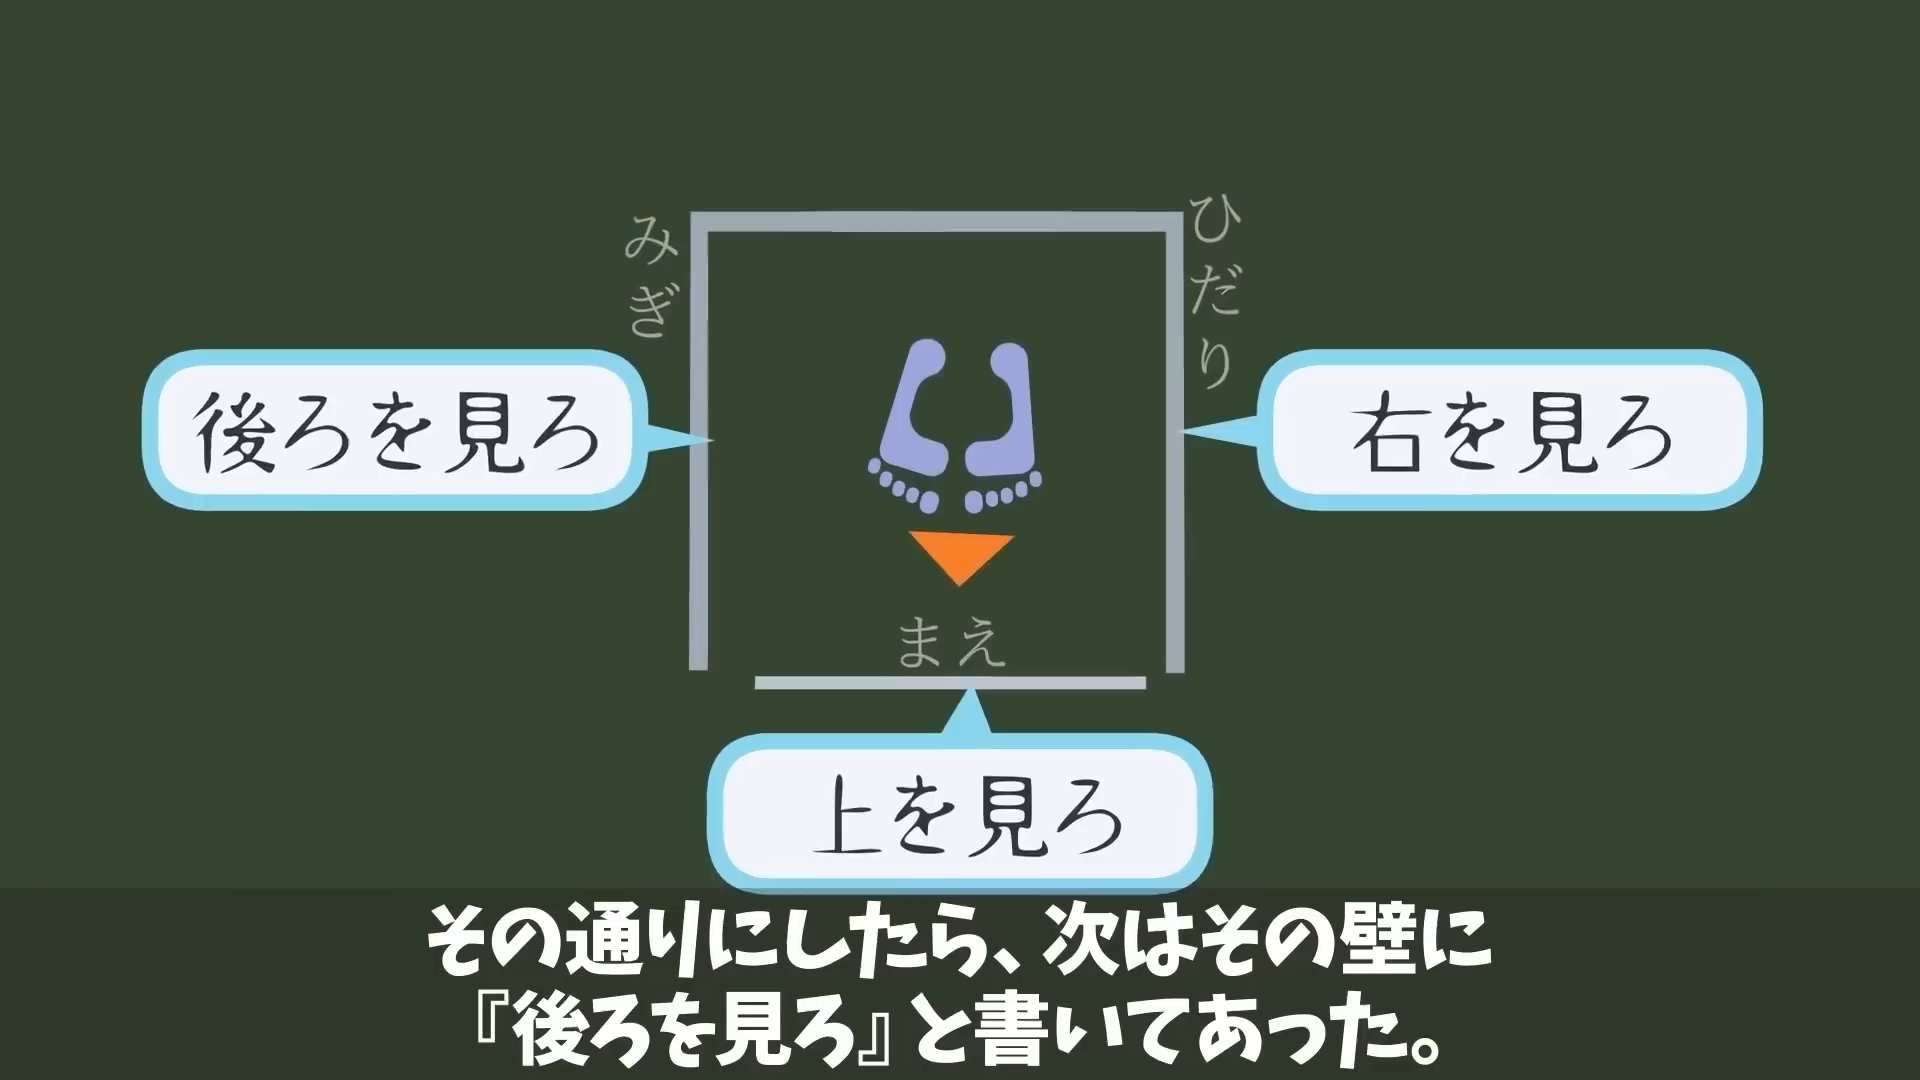 みぎ
ひだり
後ろを見ろ
右を見ろ
まえ
上を見ろ
その通りにしたら、次はその壁に
『後ろを見ろ』と書いてあった。